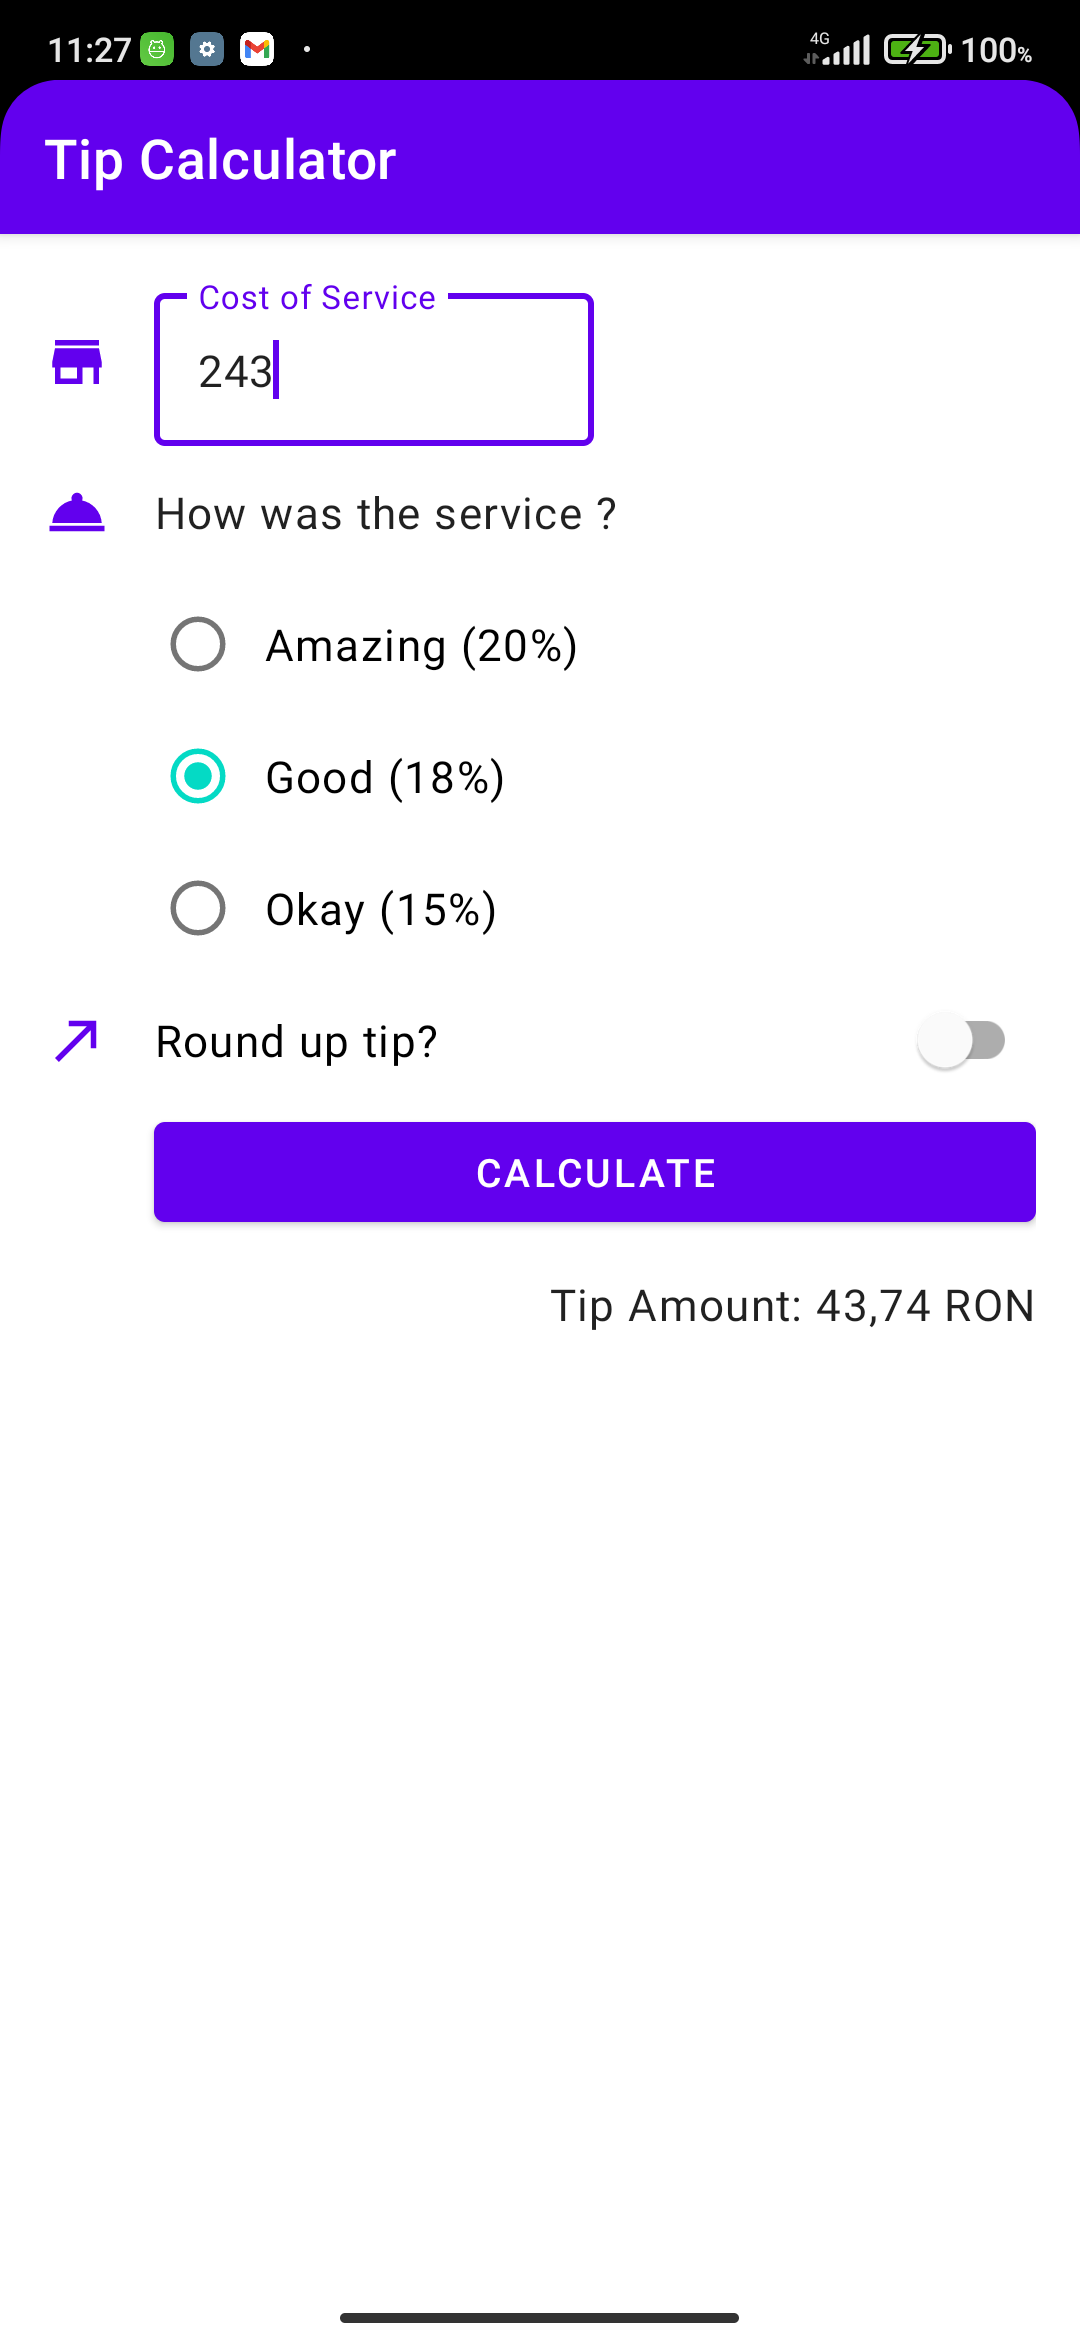 11:27 4G 100%
Tip Calculator
Cost of Service
243
How was the service ?
Amazing (20%)
Good (18%)
Okay (15%)
Round up tip?
CALCULATE
Tip Amount: 43,74 RON